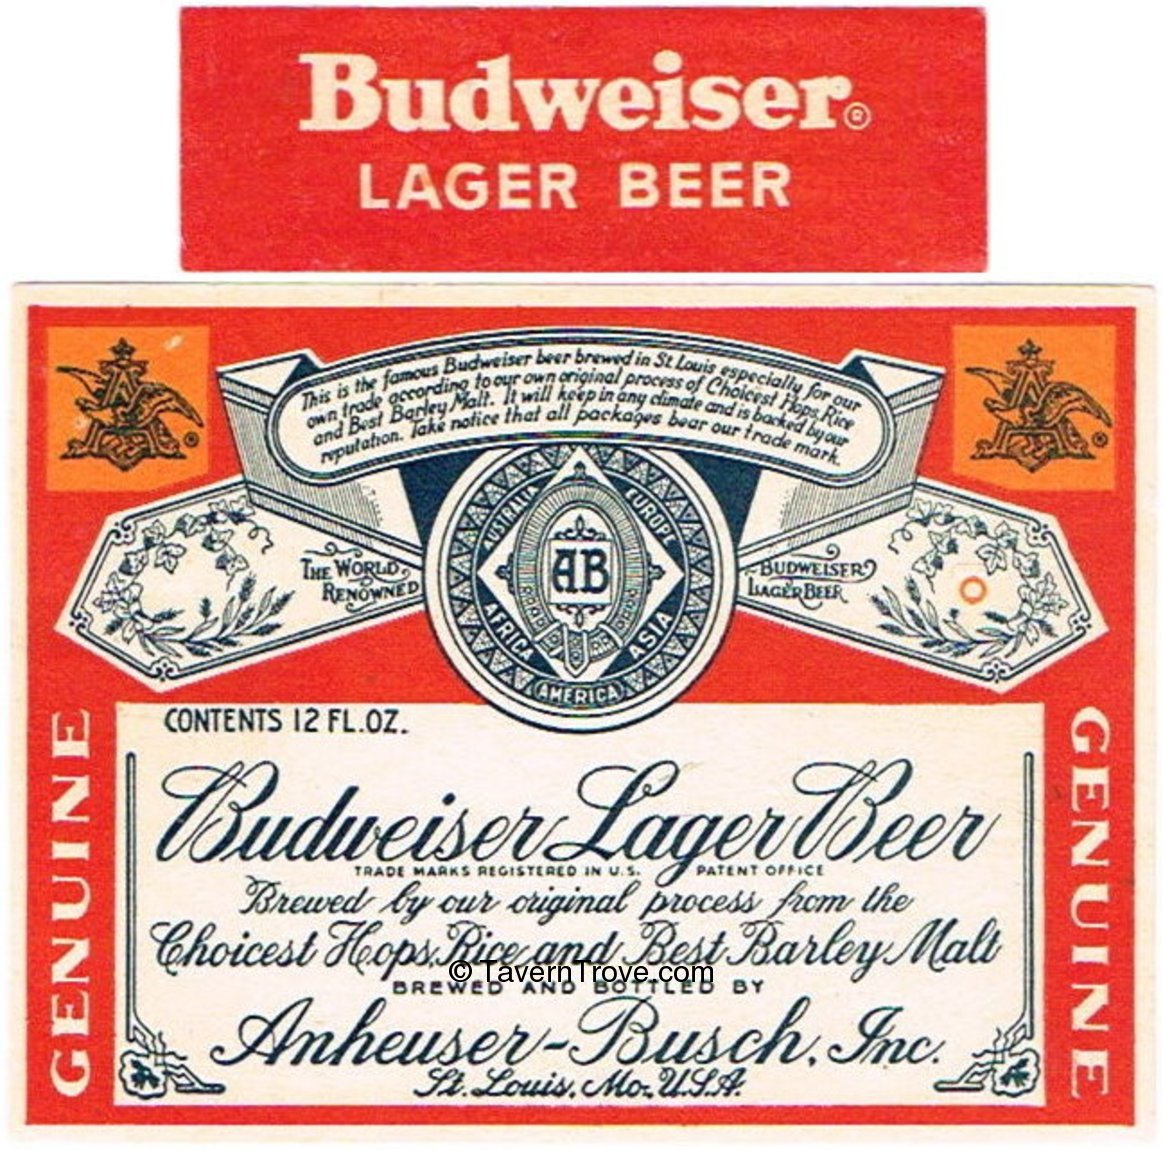 Budweiser®
LAGER BEER
This is the famous Budweiser beer brewed in St. Louis especially for our
own trade according to our own original process of Choicest Hops, Rice
and Best Barley Malt. It will keep in any climate and is backed by our
reputation. Take notice that all packages bear our trade mark.
A
®
A
®
AUSTRALIA
EUROPE
THE WORLD
RENOWNED
AB
BUDWEISER
LAGER BEER
AFRICA
ASIA
AMERICA
GENUINE
CONTENTS 12 FL.OZ.
Budweiser Lager Beer
TRADE MARKS REGISTERED IN U.S. PATENT OFFICE
Brewed by our original process from the
Choicest Hops, Rice and Best Barley Malt
© TavernTrove.com
BREWED AND BOTTLED BY
Anheuser-Busch, Inc.
St. Louis, Mo. U.S.A.
GENUINE